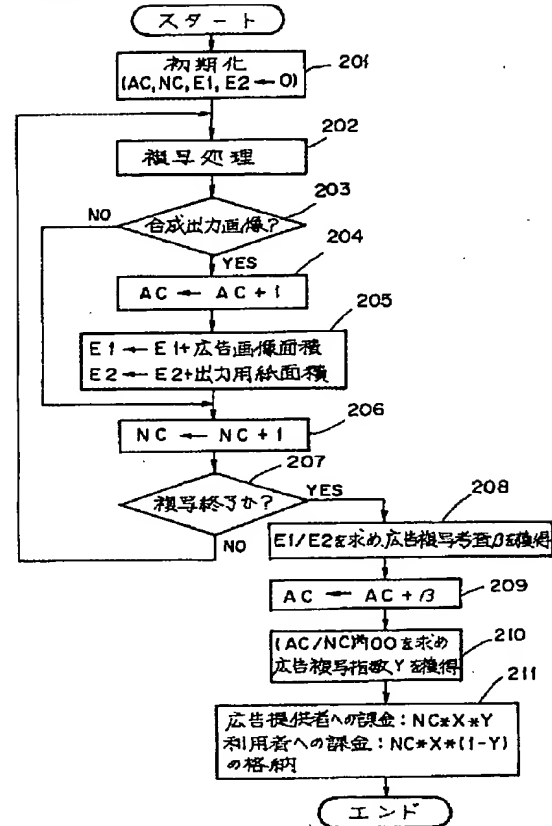 スタート
初期化
(AC, NC, E1, E2 ← 0)
201
複写処理
202
203
合成出力画像?
NO
YES
204
AC ← AC + 1
205
E1 ← E1+広告画像面積
E2 ← E2+出力用紙面積
206
NC ← NC + 1
207
複写終了か?
YES
NO
208
E1/E2を求め広告複写考査βを獲得
209
AC ← AC + β
210
(AC/NC)*100を求め
広告複写指数Yを獲得
211
広告提供者への課金:NC*X*Y
利用者への課金:NC*X*(1-Y)
の格納
エンド